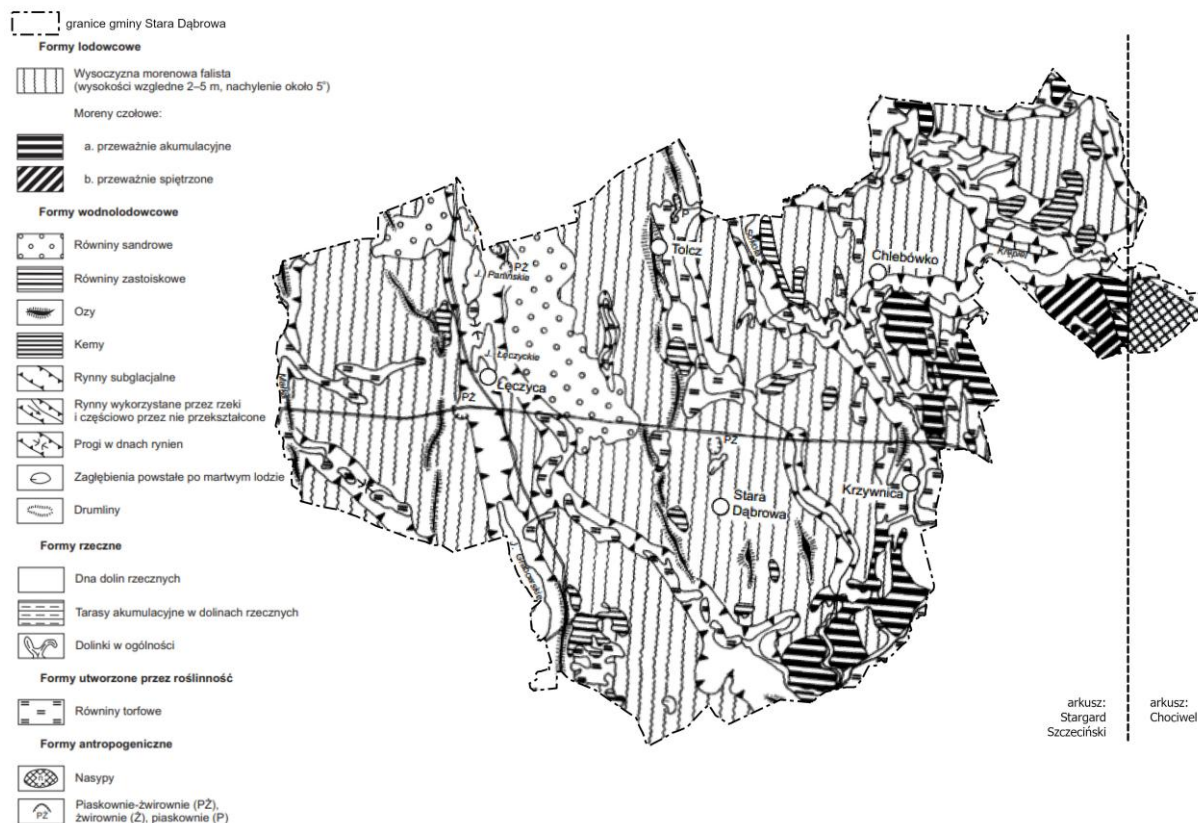 granice gminy Stara Dąbrowa
Formy lodowcowe
Wysoczyzna morenowa falista
(wysokości względne 2–5 m, nachylenie około 5°)
Moreny czołowe:
a. przeważnie akumulacyjne
b. przeważnie spiętrzone
Formy wodnolodowcowe
Równiny sandrowe
Równiny zastoiskowe
Ozy
Kemy
Rynny subglacjalne
Rynny wykorzystane przez rzeki
i częściowo przez nie przekształcone
Progi w dnach rynien
Zagłębienia powstałe po martwym lodzie
Drumliny
Formy rzeczne
Dna dolin rzecznych
Tarasy akumulacyjne w dolinach rzecznych
Dolinki w ogólności
Formy utworzone przez roślinność
Równiny torfowe
Formy antropogeniczne
Nasypy
PŻ
Piaskownie-żwirownie (PŻ),
żwirownie (Ż), piaskownie (P)
P
Tolcz
Chlebówko
Krępiel
PŻ
J. Parlińskie
J. Łęczyckie
Łęczyca
PŻ
PŻ
Krzywnica
Stara
Dąbrowa
J. Grabowskie
arkusz:
Stargard
Szczeciński
arkusz:
Chociwel